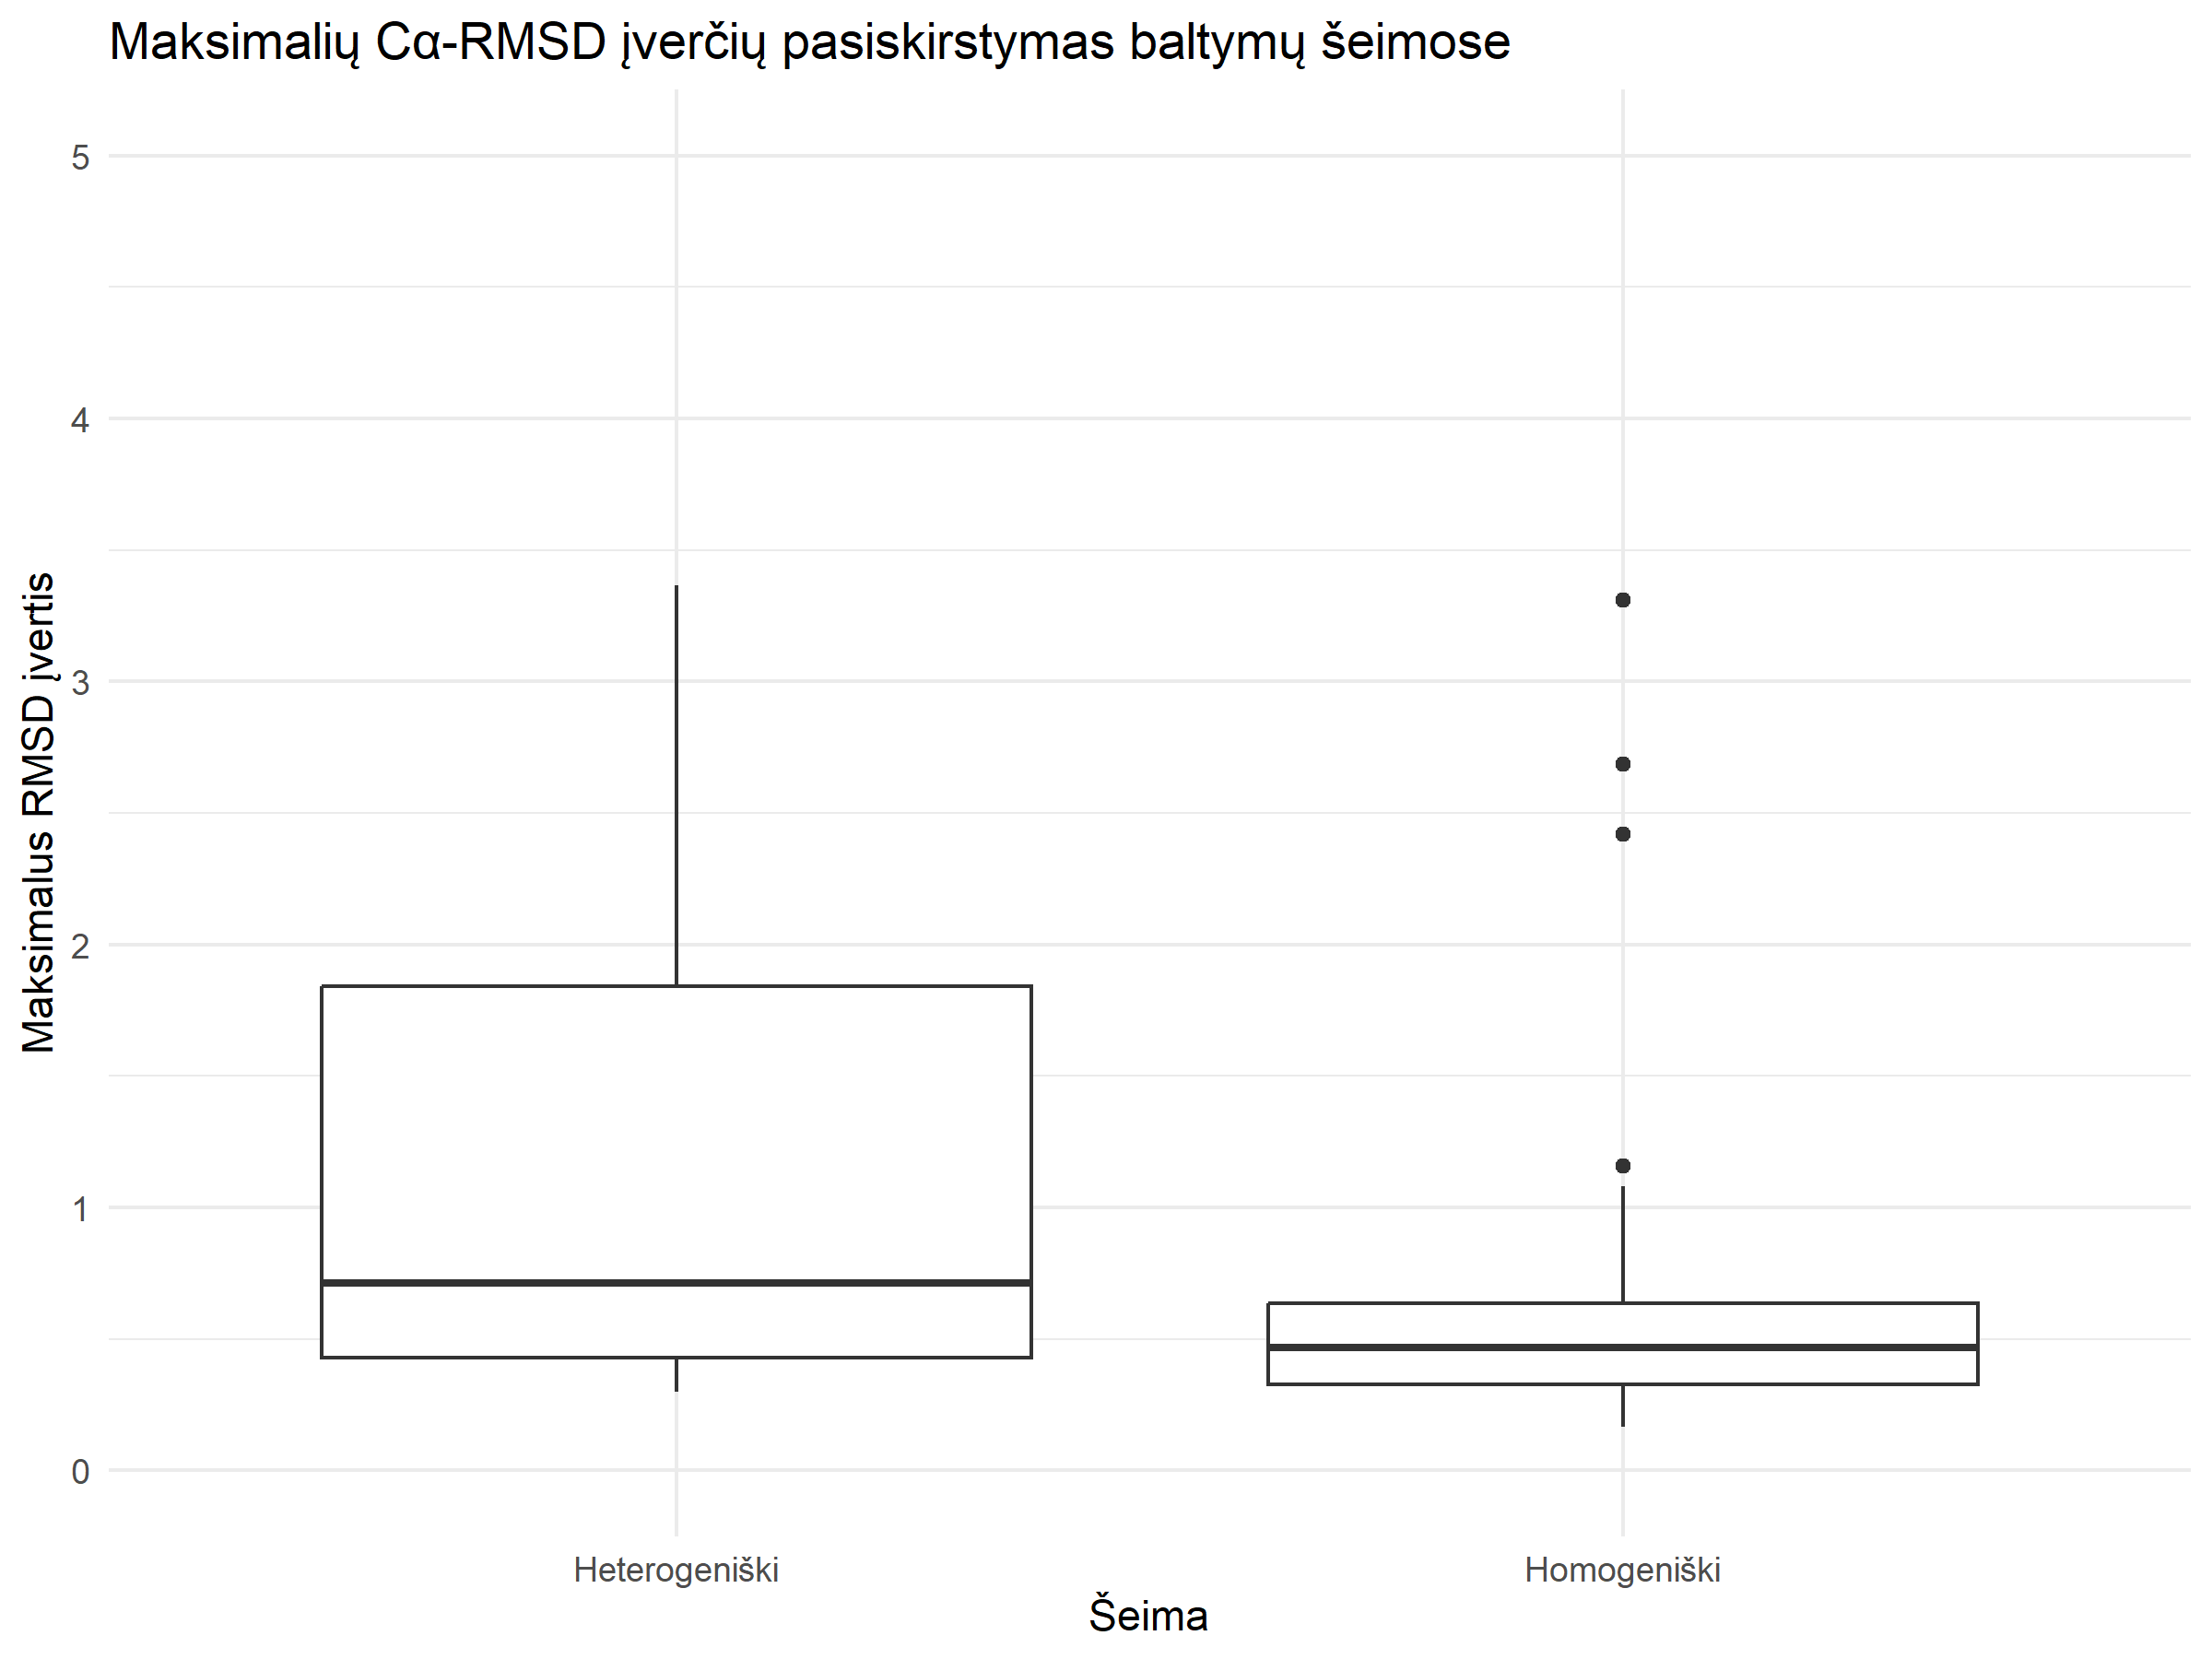 Maksimalių Cα-RMSD įverčių pasiskirstymas baltymų šeimose
Maksimalus RMSD įvertis
5
4
3
2
1
0
Heterogeniški
Homogeniški
Šeima